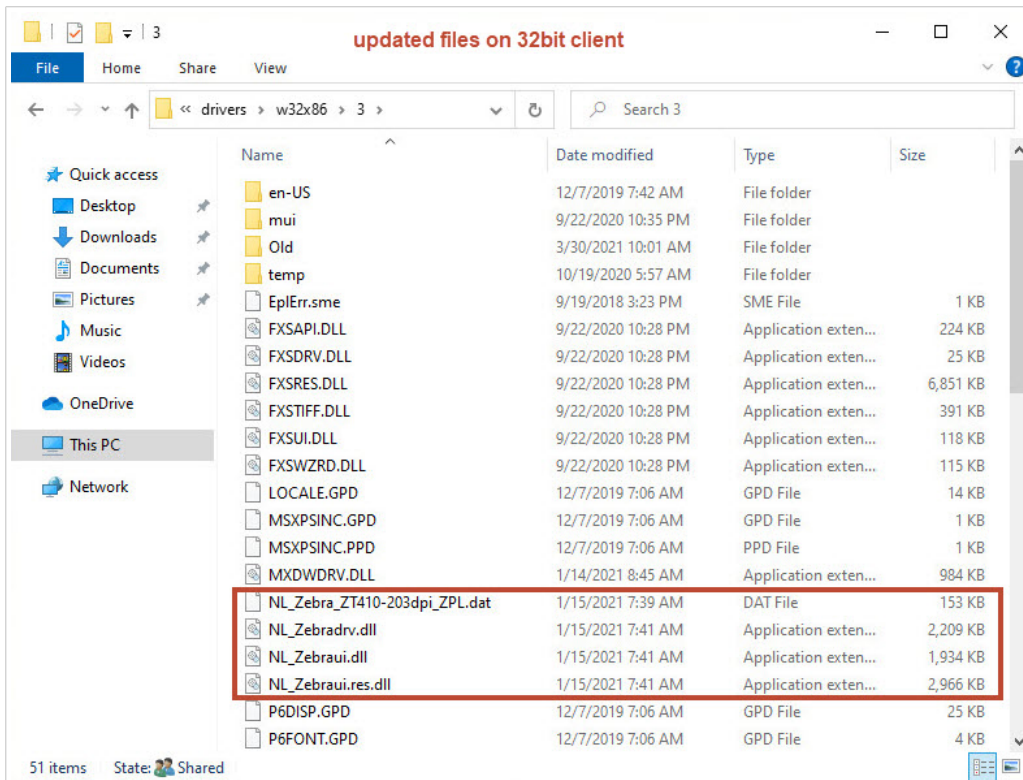 3
updated files on 32bit client
File Home Share View
« drivers > w32x86 > 3 >
Search 3
Name Date modified Type Size
Quick access
Desktop
Downloads
Documents
Pictures
Music
Videos
OneDrive
This PC
Network
en-US 12/7/2019 7:42 AM File folder
mui 9/22/2020 10:35 PM File folder
Old 3/30/2021 10:01 AM File folder
temp 10/19/2020 5:57 AM File folder
EplErr.sme 9/19/2018 3:23 PM SME File 1 KB
FXSAPI.DLL 9/22/2020 10:28 PM Application exten... 224 KB
FXSDRV.DLL 9/22/2020 10:28 PM Application exten... 25 KB
FXSRES.DLL 9/22/2020 10:28 PM Application exten... 6,851 KB
FXSTIFF.DLL 9/22/2020 10:28 PM Application exten... 391 KB
FXSUI.DLL 9/22/2020 10:28 PM Application exten... 118 KB
FXSWZRD.DLL 9/22/2020 10:28 PM Application exten... 115 KB
LOCALE.GPD 12/7/2019 7:06 AM GPD File 14 KB
MSXPSINC.GPD 12/7/2019 7:06 AM GPD File 1 KB
MSXPSINC.PPD 12/7/2019 7:06 AM PPD File 1 KB
MXDWDRV.DLL 1/14/2021 8:45 AM Application exten... 984 KB
NL_Zebra_ZT410-203dpi_ZPL.dat 1/15/2021 7:39 AM DAT File 153 KB
NL_Zebradrv.dll 1/15/2021 7:41 AM Application exten... 2,209 KB
NL_Zebraui.dll 1/15/2021 7:41 AM Application exten... 1,934 KB
NL_Zebraui.res.dll 1/15/2021 7:41 AM Application exten... 2,966 KB
P6DISP.GPD 12/7/2019 7:06 AM GPD File 25 KB
P6FONT.GPD 12/7/2019 7:06 AM GPD File 4 KB
51 items State: Shared